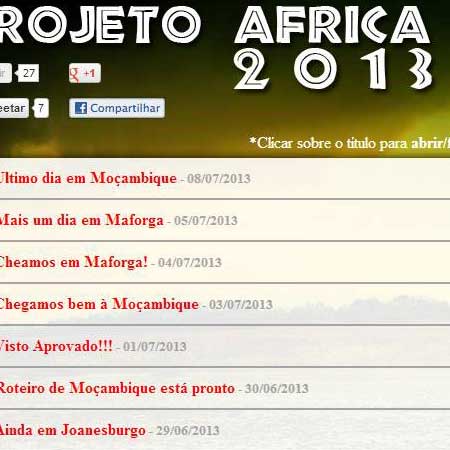 ROJETO AFRICA
2013
ir 27
+1
eetar 7
Compartilhar
*Clicar sobre o titulo para abrir/f
Ultimo dia em Moçambique - 08/07/2013
Mais um dia em Maforga - 05/07/2013
Cheamos em Maforga! - 04/07/2013
Chegamos bem à Moçambique - 03/07/2013
Visto Aprovado!!! - 01/07/2013
Roteiro de Moçambique está pronto - 30/06/2013
Ainda em Joanesburgo - 29/06/2013